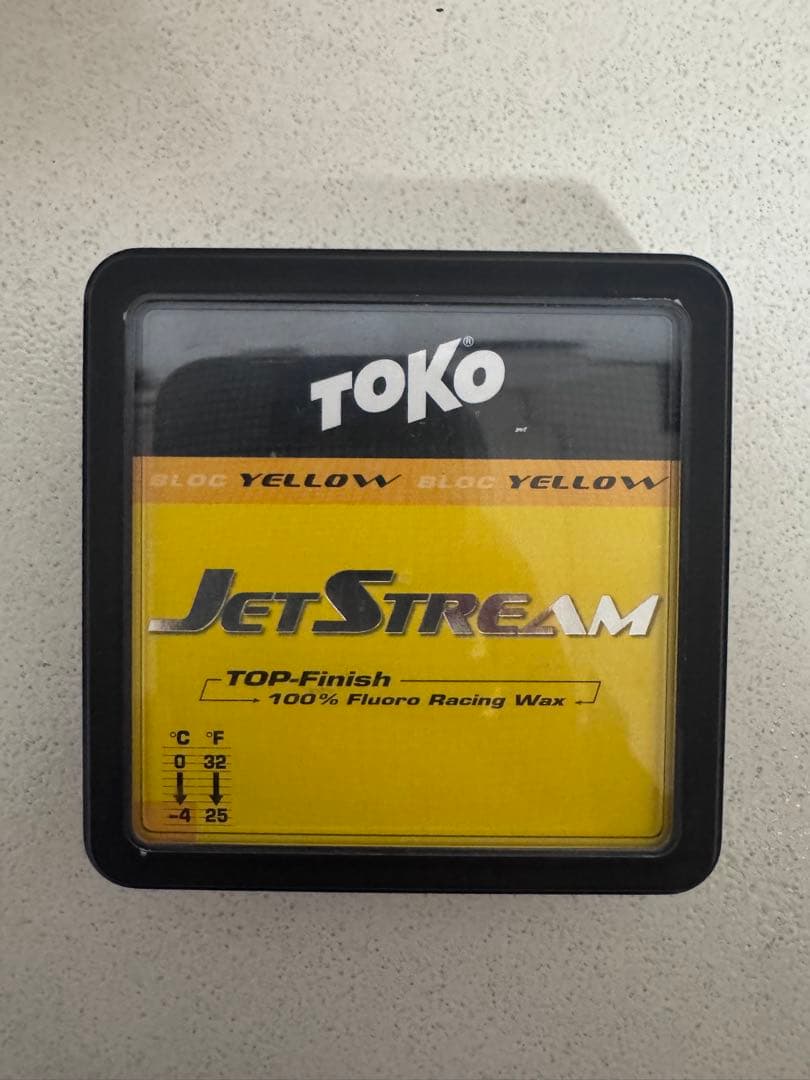 TOKO®
BLOC YELLOW BLOC YELLOW
JETSTREAM
TOP-Finish
100% Fluoro Racing Wax
°C °F
0 32
-4 25